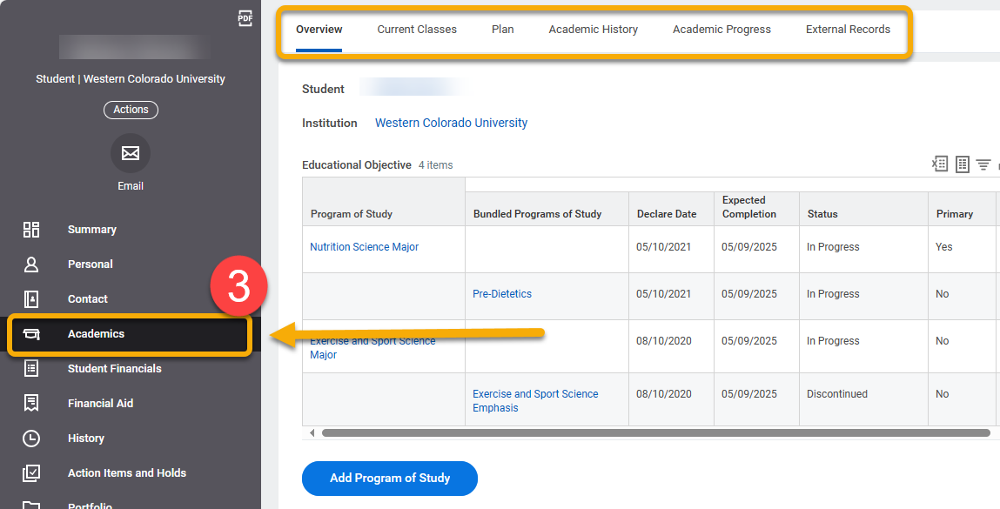 PDF
Student | Western Colorado University
Actions
Email
Summary
Personal
Contact
3
Academics
Student Financials
Financial Aid
History
Action Items and Holds
Portfolio
Overview Current Classes Plan Academic History Academic Progress External Records
Student
Institution Western Colorado University
Educational Objective 4 items
Program of Study Bundled Programs of Study Declare Date Expected Completion Status Primary
Nutrition Science Major 05/10/2021 05/09/2025 In Progress Yes
Pre-Dietetics 05/10/2021 05/09/2025 In Progress No
Exercise and Sport Science Major 08/10/2020 05/09/2025 In Progress No
Exercise and Sport Science Emphasis 08/10/2020 05/09/2025 Discontinued No
Add Program of Study